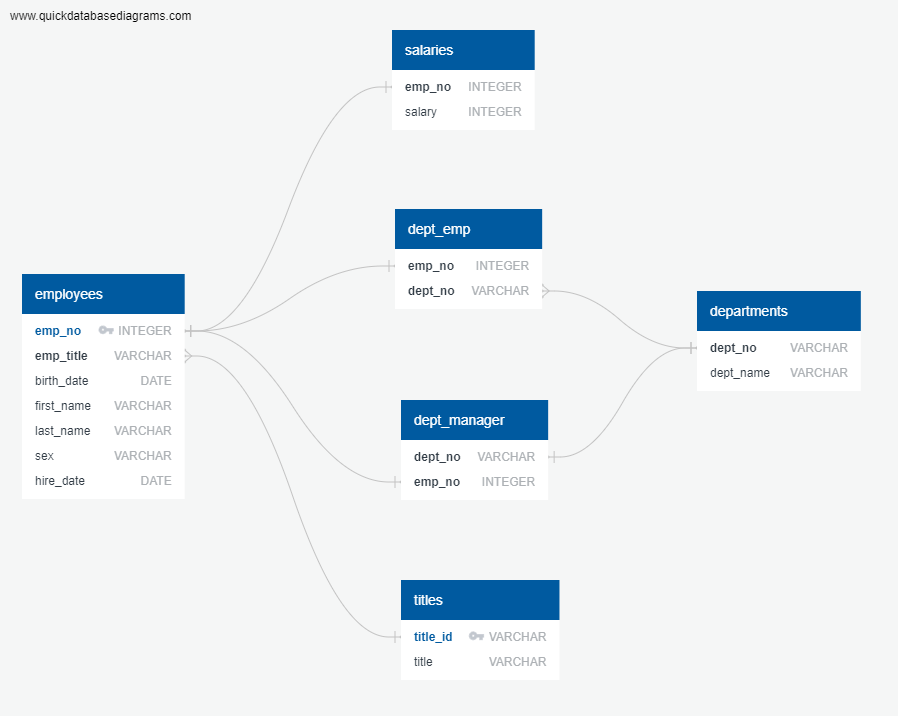 www.quickdatabasediagrams.com
salaries
emp_no INTEGER
salary INTEGER
dept_emp
emp_no INTEGER
dept_no VARCHAR
employees
emp_no INTEGER
emp_title VARCHAR
birth_date DATE
first_name VARCHAR
last_name VARCHAR
sex VARCHAR
hire_date DATE
departments
dept_no VARCHAR
dept_name VARCHAR
dept_manager
dept_no VARCHAR
emp_no INTEGER
titles
title_id VARCHAR
title VARCHAR